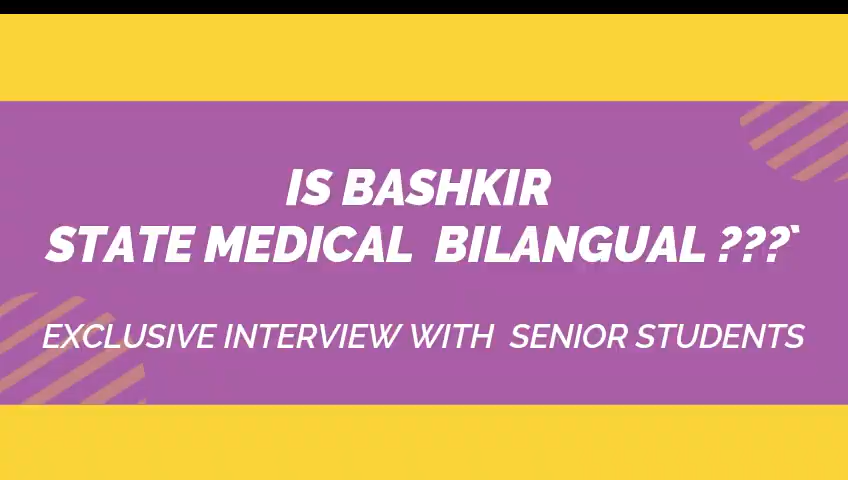 IS BASHKIR
STATE MEDICAL BILANGUAL ???`
EXCLUSIVE INTERVIEW WITH SENIOR STUDENTS